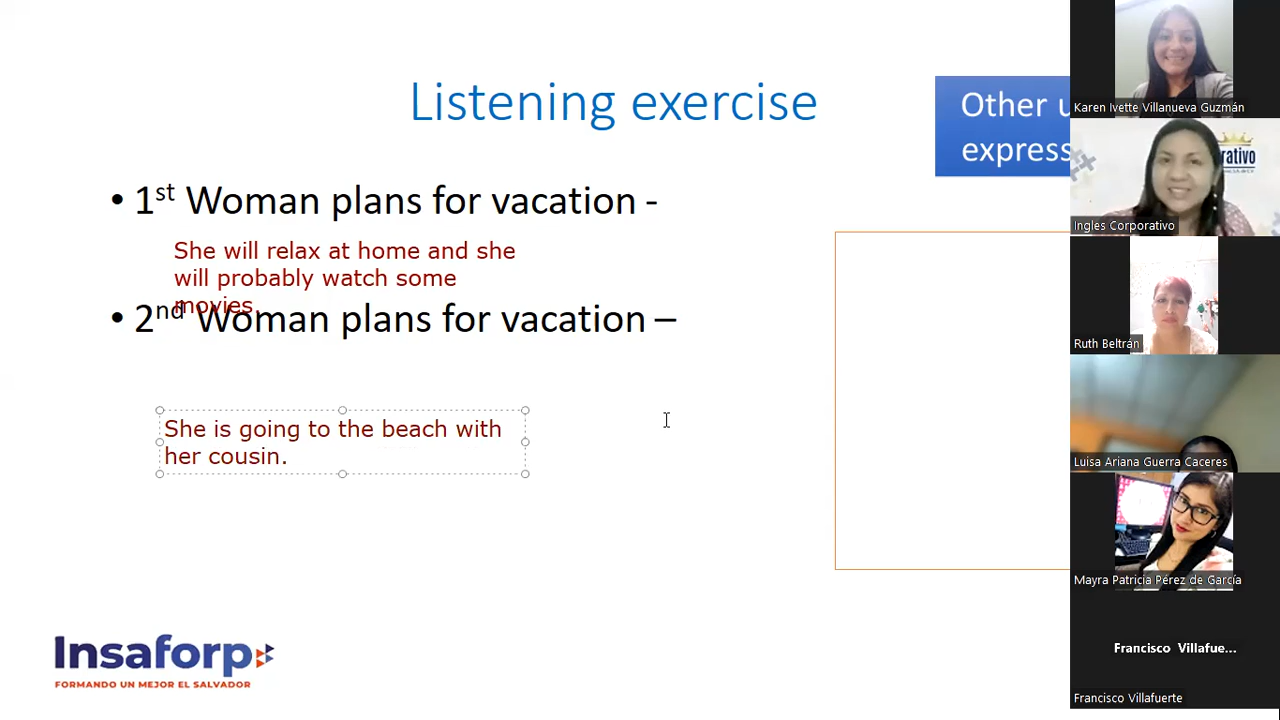 Listening exercise
Other u
express
• 1st Woman plans for vacation -
She will relax at home and she
will probably watch some
movies.
• 2nd Woman plans for vacation –
She is going to the beach with
her cousin.
Insaforp
FORMANDO UN MEJOR EL SALVADOR
Karen Ivette Villanueva Guzmán
rativo
Ingles Corporativo
Ruth Beltrán
Luisa Ariana Guerra Caceres
Mayra Patricia Pérez de García
Francisco Villafue...
Francisco Villafuerte